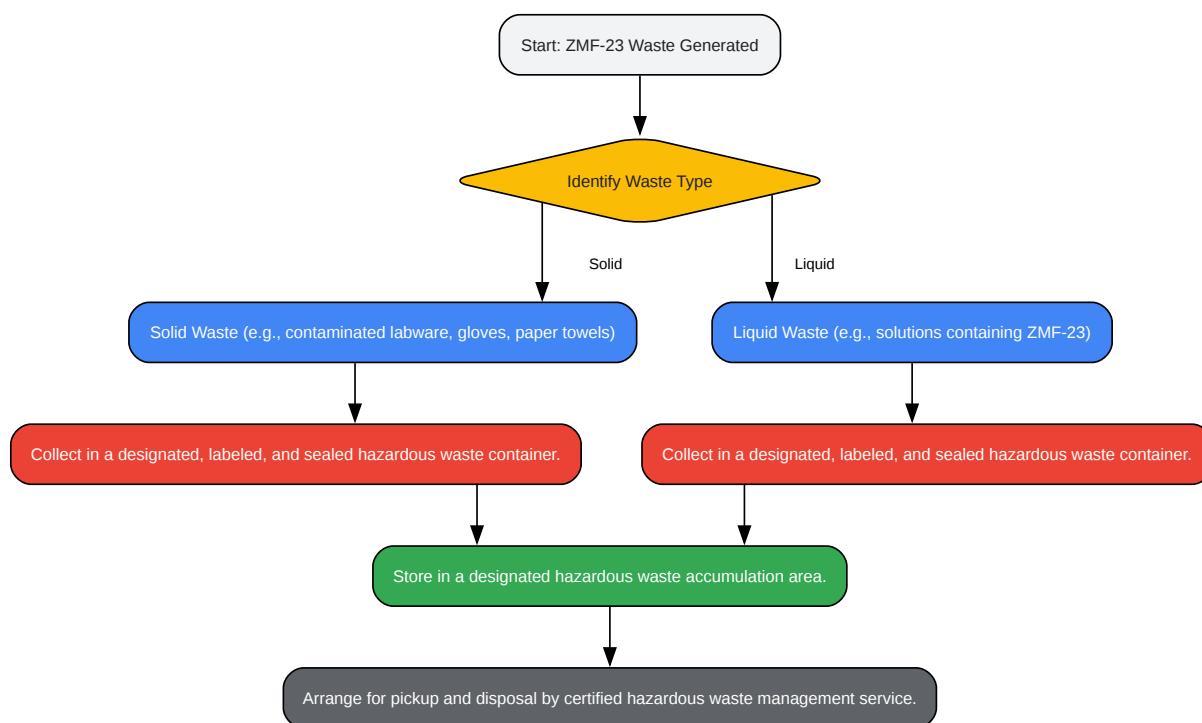 Start: ZMF-23 Waste Generated
Identify Waste Type
Solid
Liquid
Solid Waste (e.g., contaminated labware, gloves, paper towels)
Liquid Waste (e.g., solutions containing ZMF-23)
Collect in a designated, labeled, and sealed hazardous waste container.
Collect in a designated, labeled, and sealed hazardous waste container.
Store in a designated hazardous waste accumulation area.
Arrange for pickup and disposal by certified hazardous waste management service.